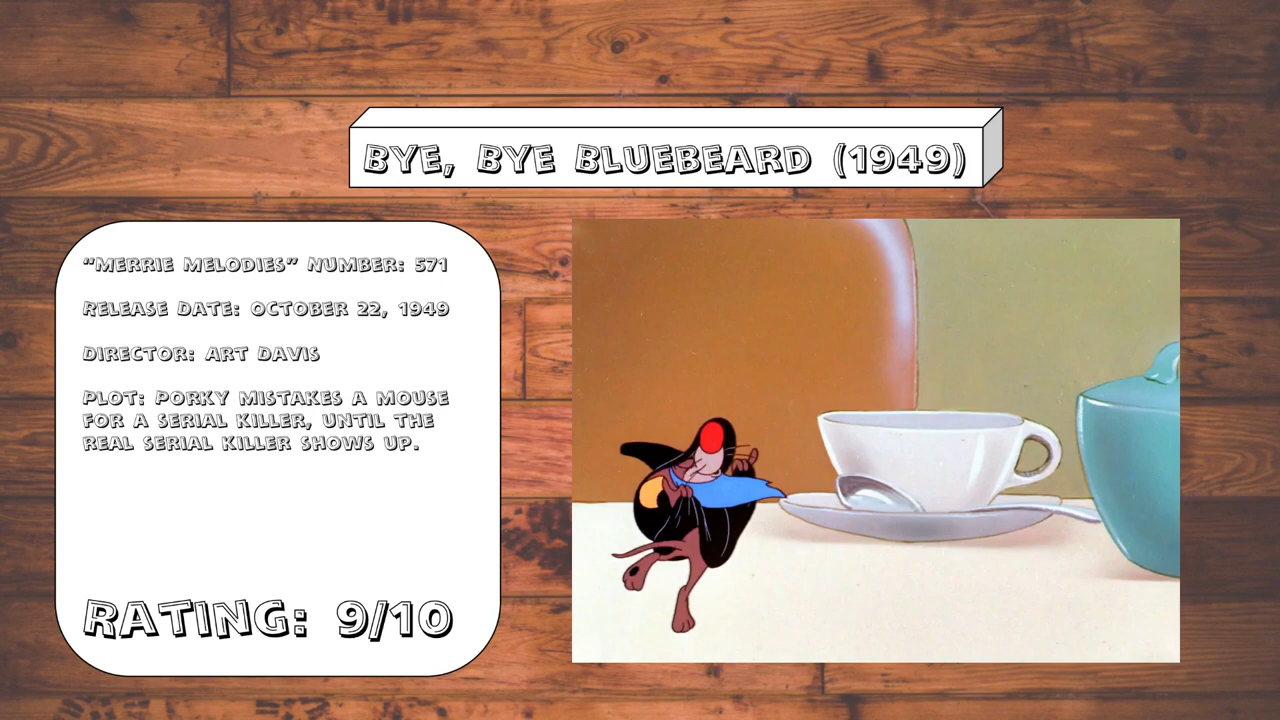 BYE, BYE BLUEBEARD (1949)
"MERRIE MELODIES" NUMBER: 571
RELEASE DATE: OCTOBER 22, 1949
DIRECTOR: ART DAVIS
PLOT: PORKY MISTAKES A MOUSE
FOR A SERIAL KILLER, UNTIL THE
REAL SERIAL KILLER SHOWS UP.
RATING: 9/10